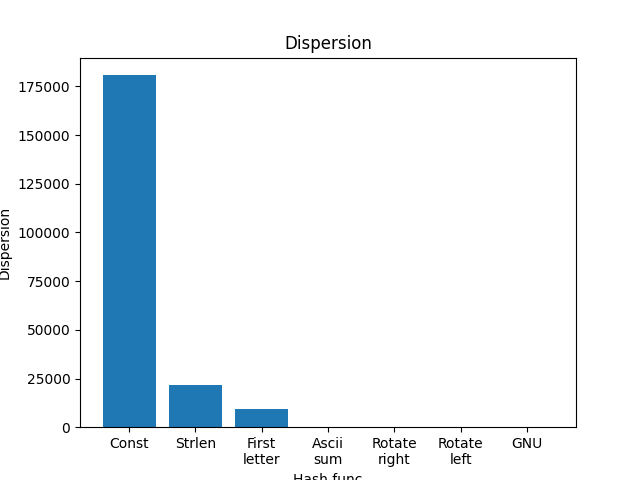 Dispersion
175000
150000
125000
100000
75000
50000
25000
0
Dispersion
Const Strlen First letter Ascii sum Rotate right Rotate left GNU
Hash func